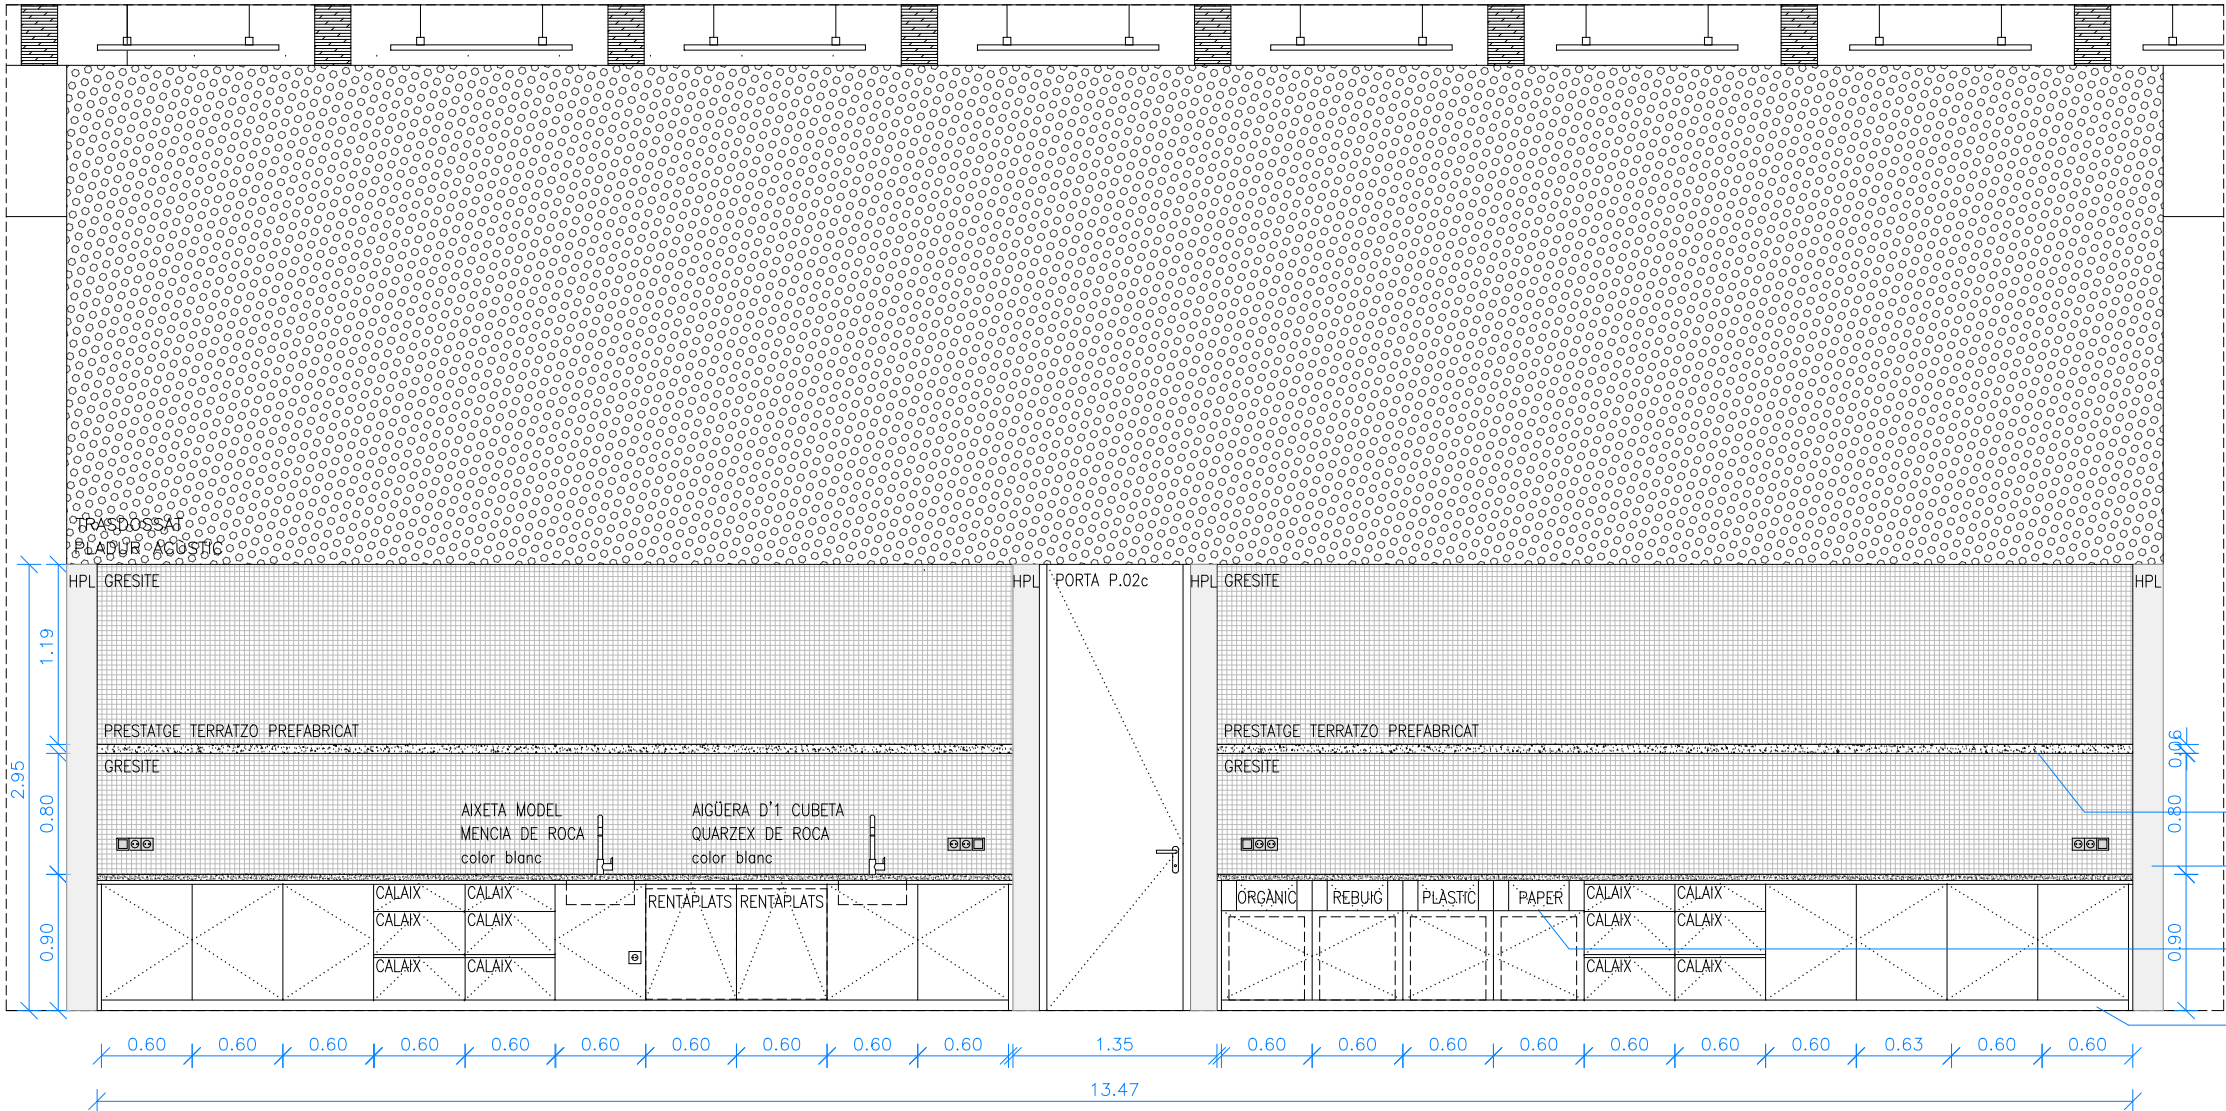 TRASDOSSAT
PLADUR ACÚSTIC
HPL
GRESITE
HPL
PORTA P.02c
HPL
GRESITE
HPL
1.19
PRESTATGE TERRATZO PREFABRICAT
PRESTATGE TERRATZO PREFABRICAT
0.06
GRESITE
GRESITE
2.95
0.80
0.80
AIXETA MODEL
MENCIA DE ROCA
color blanc
AIGÜERA D'1 CUBETA
QUARZEX DE ROCA
color blanc
CALAIX
CALAIX
CALAIX
CALAIX
CALAIX
CALAIX
RENTAPLATS
RENTAPLATS
ORGÀNIC
REBUIG
PLÀSTIC
PAPER
CALAIX
CALAIX
CALAIX
CALAIX
CALAIX
CALAIX
0.90
0.90
0.60 0.60 0.60 0.60 0.60 0.60 0.60 0.60 0.60 0.60 1.35 0.60 0.60 0.60 0.60 0.60 0.60 0.60 0.63 0.60 0.60
13.47